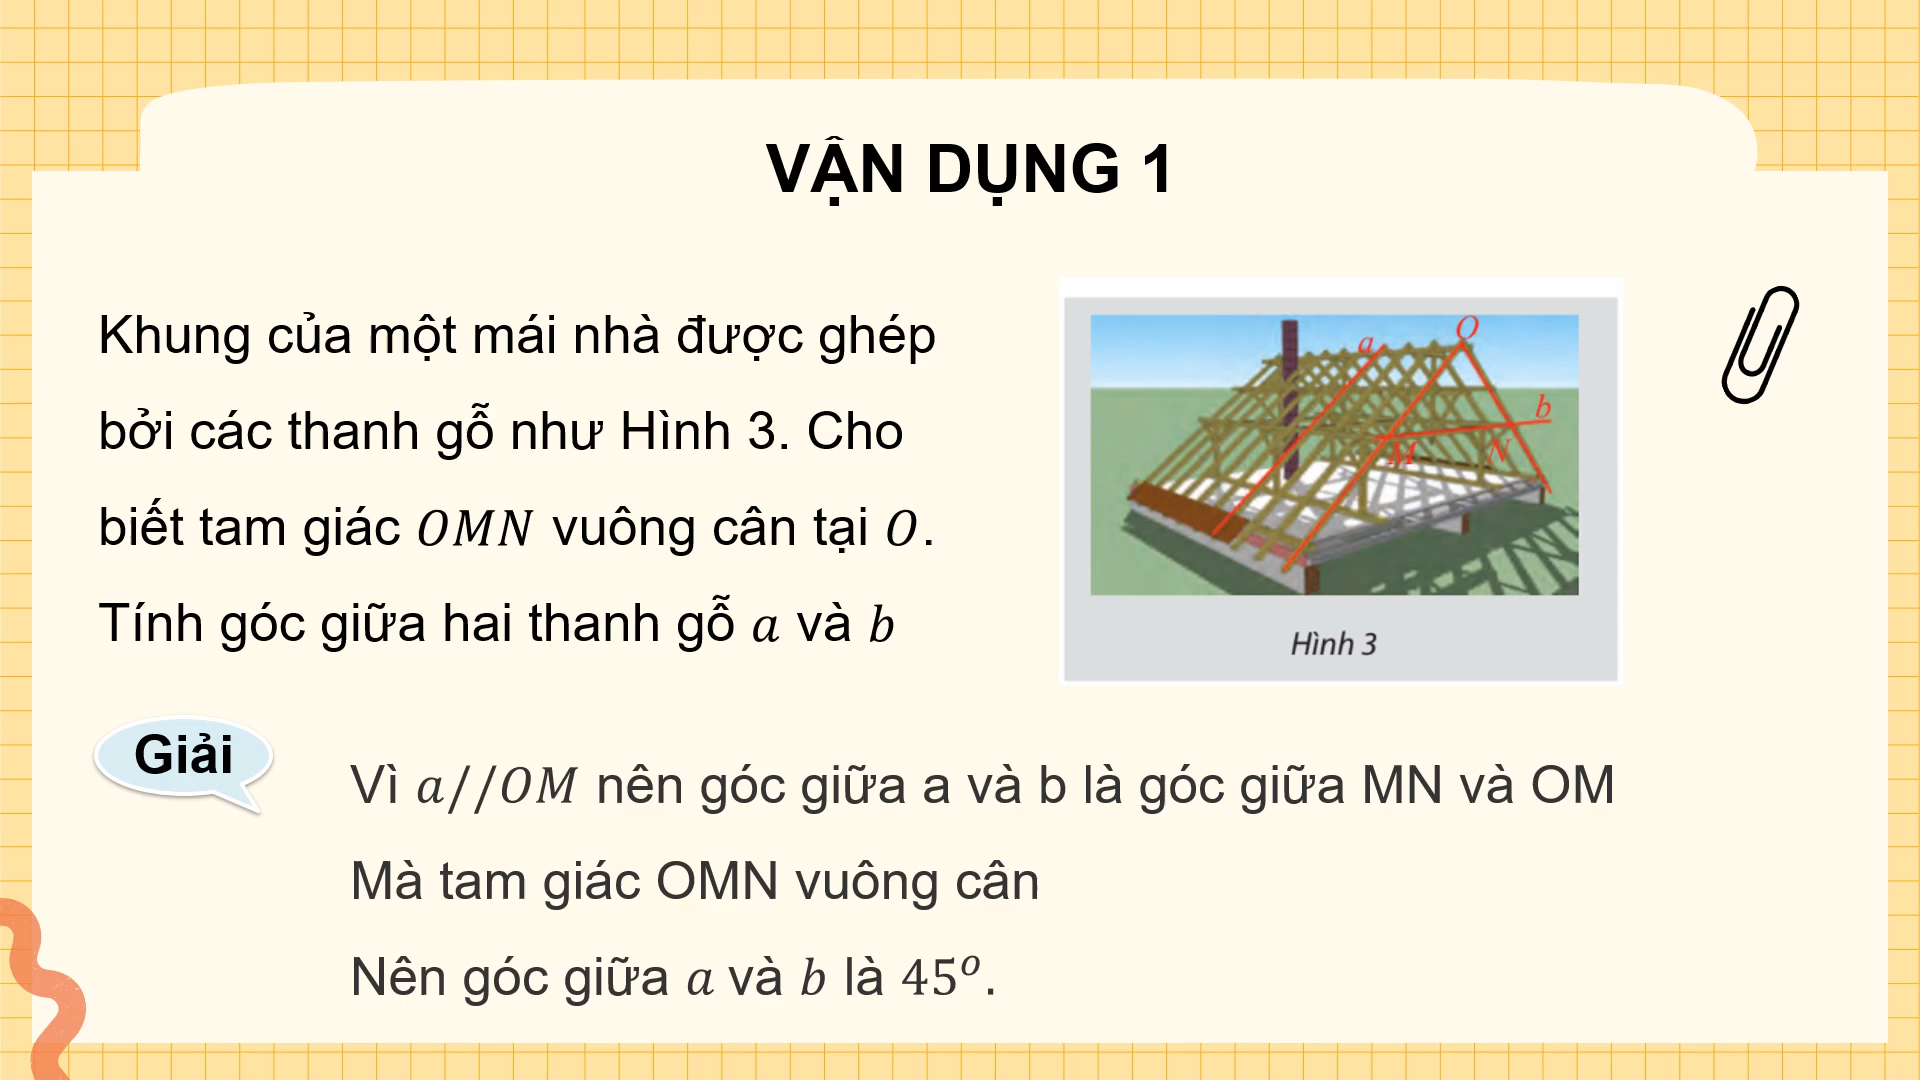 VẬN DỤNG 1
Khung của một mái nhà được ghép
bởi các thanh gỗ như Hình 3. Cho
biết tam giác OMN vuông cân tại O.
Tính góc giữa hai thanh gỗ a và b
a
O
b
M
N
Hình 3
Giải
Vì a//OM nên góc giữa a và b là góc giữa MN và OM
Mà tam giác OMN vuông cân
Nên góc giữa a và b là 45ᵒ.